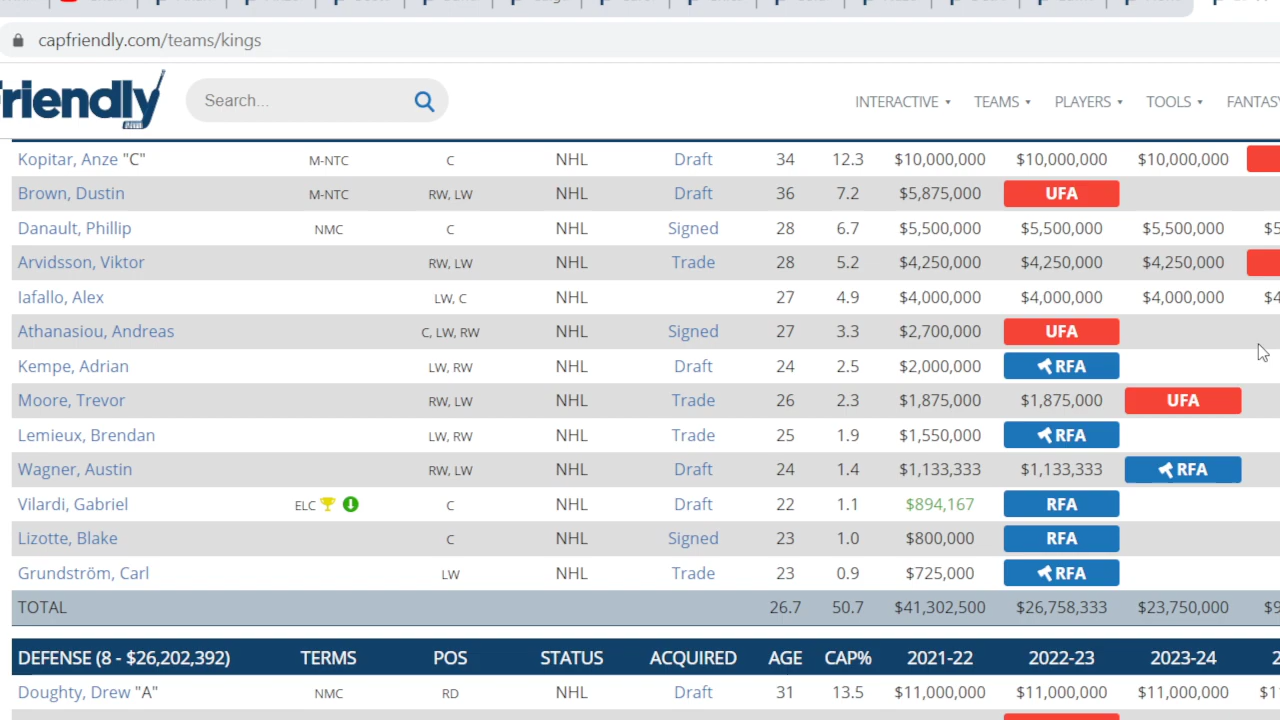 capfriendly.com/teams/kings
friendly Search... INTERACTIVE TEAMS PLAYERS TOOLS FANTASY
Kopitar, Anze "C" M-NTC C NHL Draft 34 12.3 $10,000,000 $10,000,000 $10,000,000
Brown, Dustin M-NTC RW, LW NHL Draft 36 7.2 $5,875,000 UFA
Danault, Phillip NMC C NHL Signed 28 6.7 $5,500,000 $5,500,000 $5,500,000 $5
Arvidsson, Viktor RW, LW NHL Trade 28 5.2 $4,250,000 $4,250,000 $4,250,000
Iafallo, Alex LW, C NHL 27 4.9 $4,000,000 $4,000,000 $4,000,000 $4
Athanasiou, Andreas C, LW, RW NHL Signed 27 3.3 $2,700,000 UFA
Kempe, Adrian LW, RW NHL Draft 24 2.5 $2,000,000 RFA
Moore, Trevor RW, LW NHL Trade 26 2.3 $1,875,000 $1,875,000 UFA
Lemieux, Brendan LW, RW NHL Trade 25 1.9 $1,550,000 RFA
Wagner, Austin RW, LW NHL Draft 24 1.4 $1,133,333 $1,133,333 RFA
Vilardi, Gabriel ELC C NHL Draft 22 1.1 $894,167 RFA
Lizotte, Blake C NHL Signed 23 1.0 $800,000 RFA
Grundström, Carl LW NHL Trade 23 0.9 $725,000 RFA
TOTAL 26.7 50.7 $41,302,500 $26,758,333 $23,750,000 $9
DEFENSE (8 - $26,202,392) TERMS POS STATUS ACQUIRED AGE CAP% 2021-22 2022-23 2023-24 2
Doughty, Drew "A" NMC RD NHL Draft 31 13.5 $11,000,000 $11,000,000 $11,000,000 $1